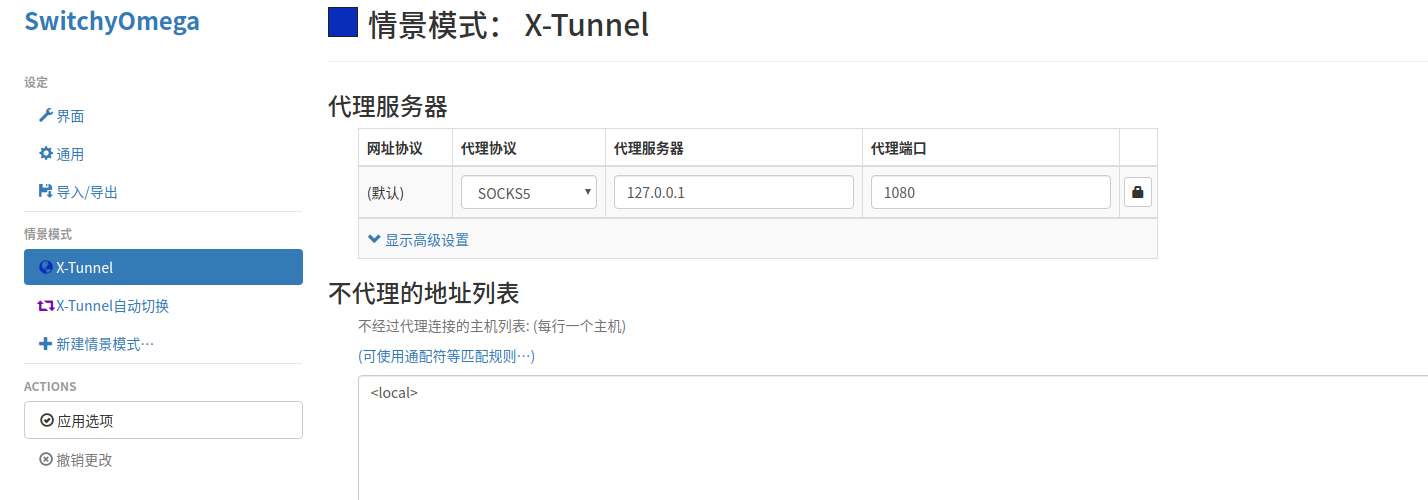 SwitchyOmega
设定
界面
通用
导入/导出
情景模式
X-Tunnel
X-Tunnel自动切换
新建情景模式…
ACTIONS
应用选项
撤销更改
情景模式： X-Tunnel
代理服务器
网址协议 代理协议 代理服务器 代理端口
(默认) SOCKS5 127.0.0.1 1080
显示高级设置
不代理的地址列表
不经过代理连接的主机列表: (每行一个主机)
(可使用通配符等匹配规则…)
<local>